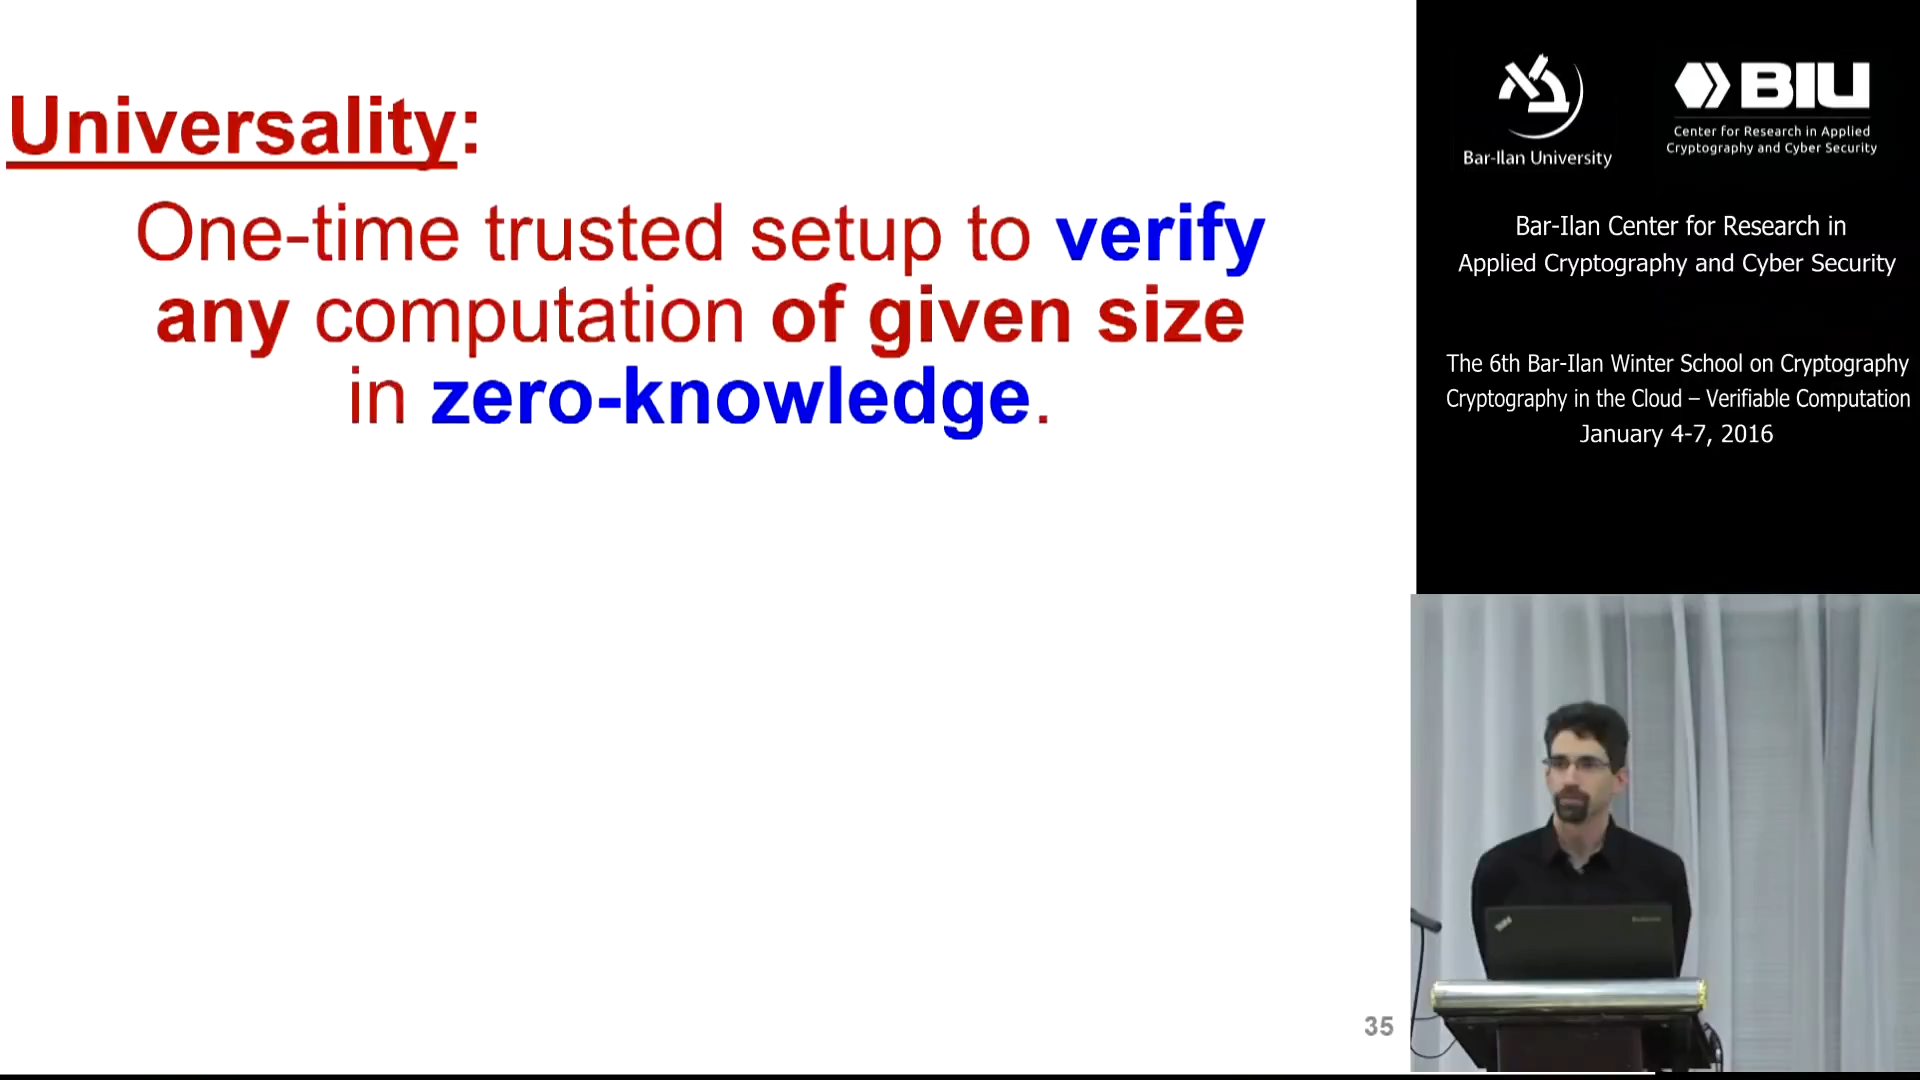 Universality:
One-time trusted setup to verify
any computation of given size
in zero-knowledge.
35
Bar-Ilan University
BIU
Center for Research in Applied
Cryptography and Cyber Security
Bar-Ilan Center for Research in
Applied Cryptography and Cyber Security
The 6th Bar-Ilan Winter School on Cryptography
Cryptography in the Cloud – Verifiable Computation
January 4-7, 2016